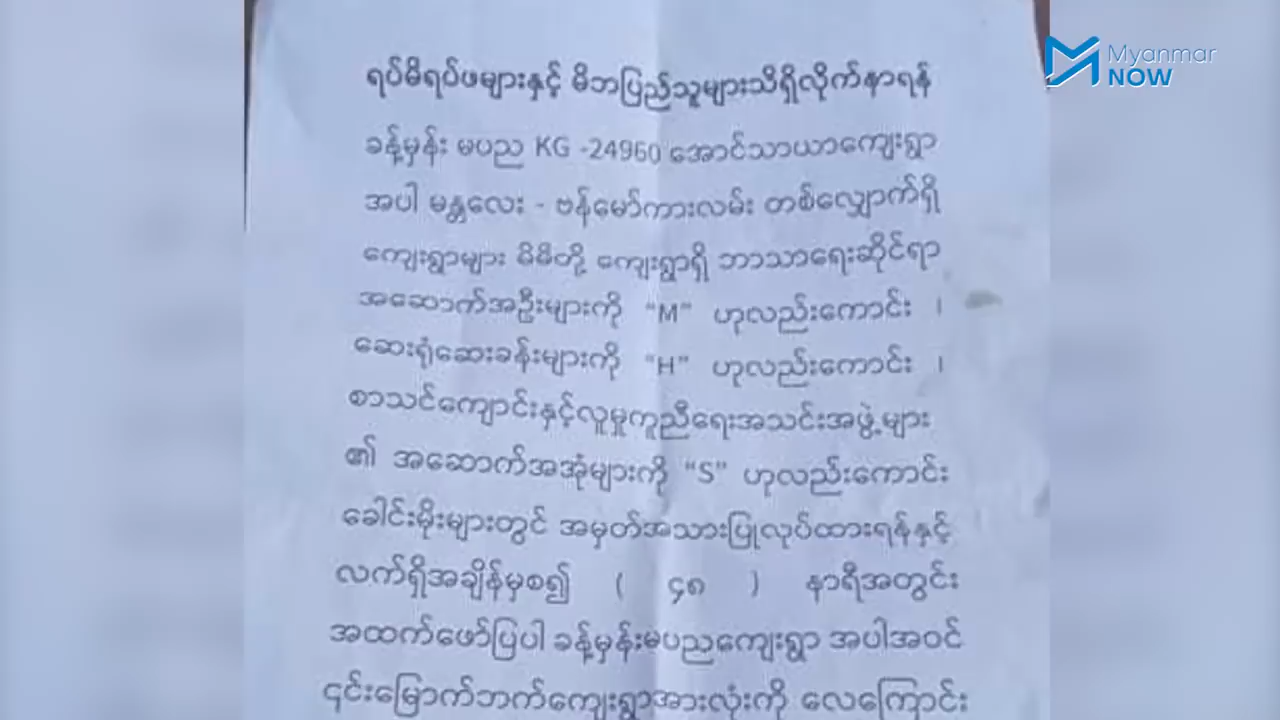 Myanmar
NOW
ရပ်မိရပ်ဖများနှင့် မိဘပြည်သူများသိရှိလိုက်နာရန်
ခန့်မှန်း မပည KG -24960 အောင်သာယာကျေးရွာ
အပါ မန္တလေး - ဗန်မော်ကားလမ်း တစ်လျှောက်ရှိ
ကျေးရွာများ မိမိတို့ ကျေးရွာရှိ ဘာသာရေးဆိုင်ရာ
အဆောက်အဦးများကို “M” ဟုလည်းကောင်း ၊
ဆေးရုံဆေးခန်းများကို “H” ဟုလည်းကောင်း ၊
စာသင်ကျောင်းနှင့်လူမှုကူညီရေးအသင်းအဖွဲ့များ
၏ အဆောက်အအုံများကို “S” ဟုလည်းကောင်း
ခေါင်းမိုးများတွင် အမှတ်အသားပြုလုပ်ထားရန်နှင့်
လက်ရှိအချိန်မှစ၍ ( ၄၈ ) နာရီအတွင်း
အထက်ဖော်ပြပါ ခန့်မှန်းမပညကျေးရွာ အပါအဝင်
၎င်းမြောက်ဘက်ကျေးရွာအားလုံးကို လေကြောင်း